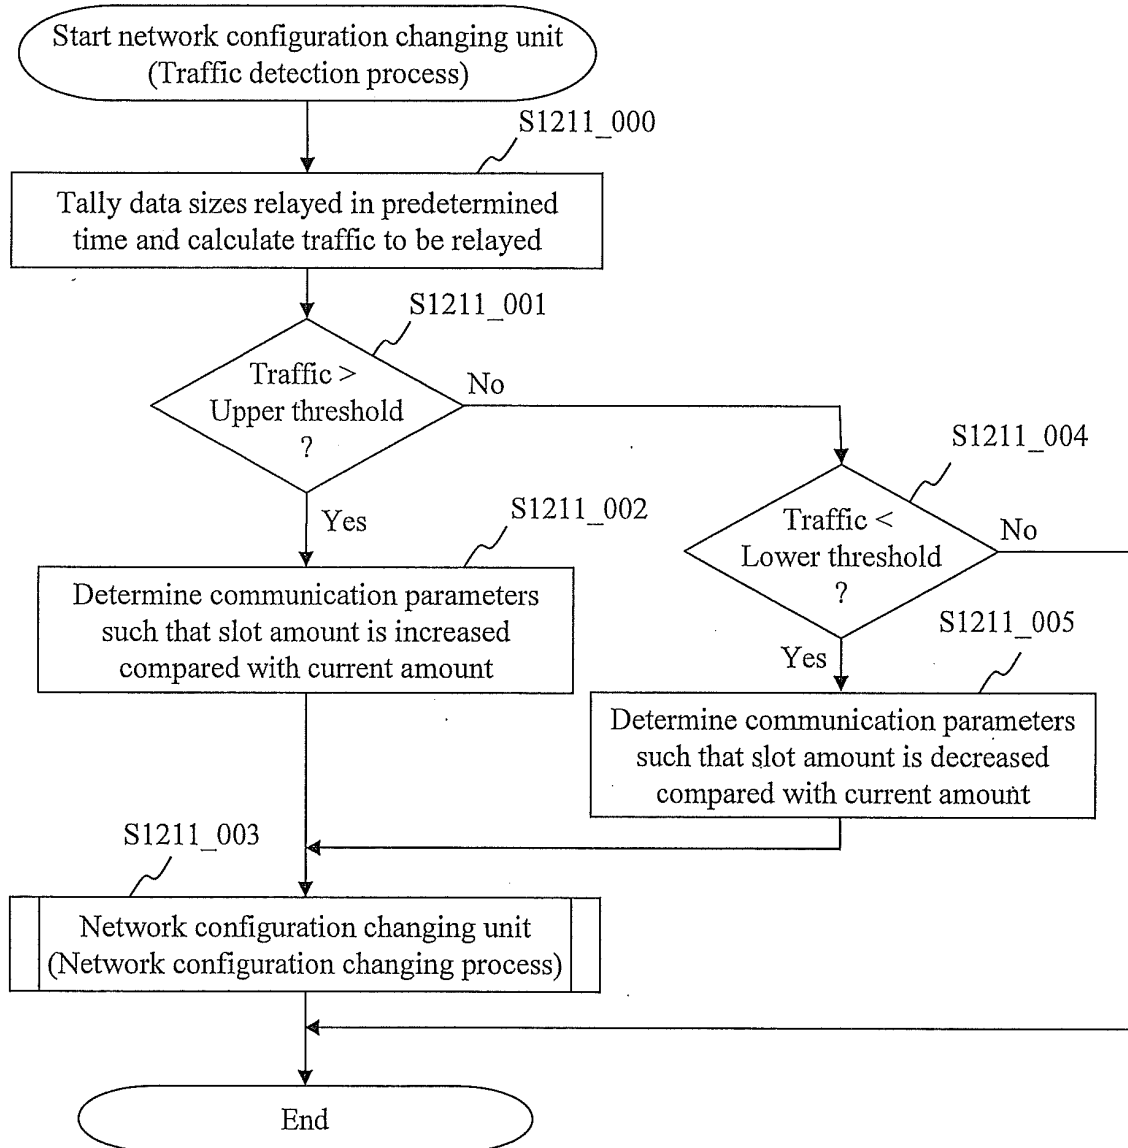 Start network configuration changing unit
(Traffic detection process)
S1211_000
Tally data sizes relayed in predetermined
time and calculate traffic to be relayed
S1211_001
Traffic >
Upper threshold
?
No
Yes
S1211_002
Determine communication parameters
such that slot amount is increased
compared with current amount
S1211_004
Traffic <
Lower threshold
?
No
Yes
S1211_005
Determine communication parameters
such that slot amount is decreased
compared with current amount
S1211_003
Network configuration changing unit
(Network configuration changing process)
End